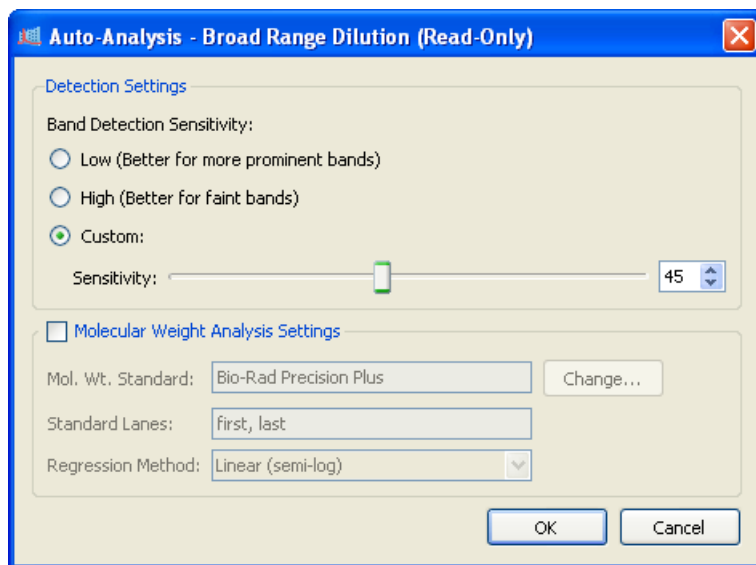 Auto-Analysis - Broad Range Dilution (Read-Only)
Detection Settings
Band Detection Sensitivity:
Low (Better for more prominent bands)
High (Better for faint bands)
Custom:
Sensitivity: 45
Molecular Weight Analysis Settings
Mol. Wt. Standard: Bio-Rad Precision Plus Change...
Standard Lanes: first, last
Regression Method: Linear (semi-log)
OK Cancel